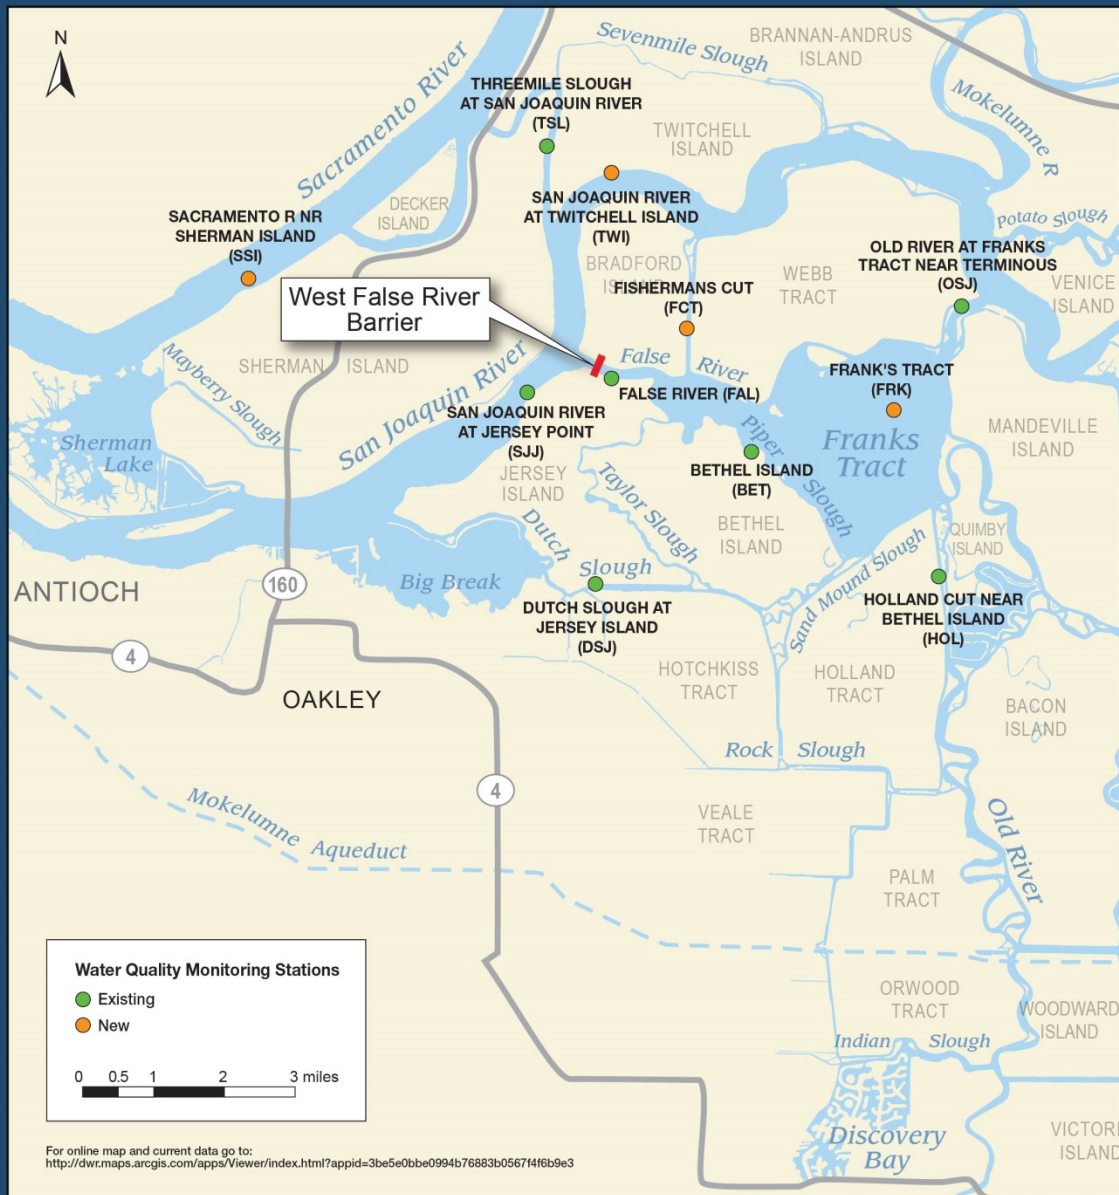 N
Sacramento River
Sevenmile Slough
BRANNAN-ANDRUS
ISLAND
THREEMILE SLOUGH
AT SAN JOAQUIN RIVER
(TSL)
Mokelumne R
TWITCHELL
ISLAND
DECKER
ISLAND
SAN JOAQUIN RIVER
AT TWITCHELL ISLAND
(TWI)
SACRAMENTO R NR
SHERMAN ISLAND
(SSI)
Potato Slough
OLD RIVER AT FRANKS
TRACT NEAR TERMINOUS
(OSJ)
BRADFORD
ISLAND
WEBB
TRACT
VENICE
ISLAND
FISHERMANS CUT
(FCT)
West False River
Barrier
SHERMAN ISLAND
Mayberry Slough
San Joaquin River
False River
FALSE RIVER (FAL)
FRANK'S TRACT
(FRK)
SAN JOAQUIN RIVER
AT JERSEY POINT
(SJJ)
MANDEVILLE
ISLAND
Sherman
Lake
Franks
Tract
Piper Slough
JERSEY
ISLAND
BETHEL ISLAND
(BET)
Taylor Slough
BETHEL
ISLAND
Dutch Slough
QUIMBY
ISLAND
Sand Mound Slough
ANTIOCH
160
Big Break
DUTCH SLOUGH AT
JERSEY ISLAND
(DSJ)
HOLLAND CUT NEAR
BETHEL ISLAND
(HOL)
4
HOTCHKISS
TRACT
HOLLAND
TRACT
OAKLEY
BACON
ISLAND
Rock Slough
4
Mokelumne Aqueduct
VEALE
TRACT
Old River
PALM
TRACT
Water Quality Monitoring Stations
Existing
New
0 0.5 1 2 3 miles
ORWOOD
TRACT
WOODWARD
ISLAND
Indian Slough
Discovery
Bay
VICTORI
ISLAND
For online map and current data go to:
http://dwr.maps.arcgis.com/apps/Viewer/index.html?appid=3be5e0bbe0994b76883b0567f4f6b9e3